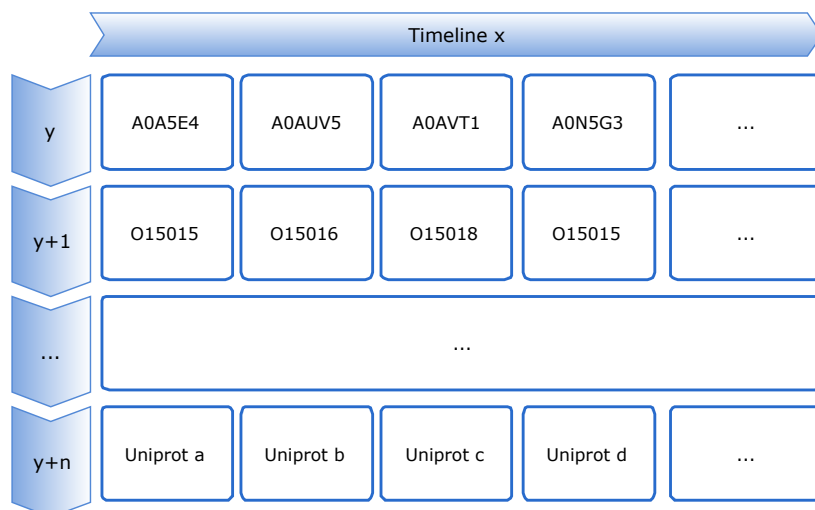 Timeline x
y
A0A5E4
A0AUV5
A0AVT1
A0N5G3
...
y+1
O15015
O15016
O15018
O15015
...
...
...
y+n
Uniprot a
Uniprot b
Uniprot c
Uniprot d
...